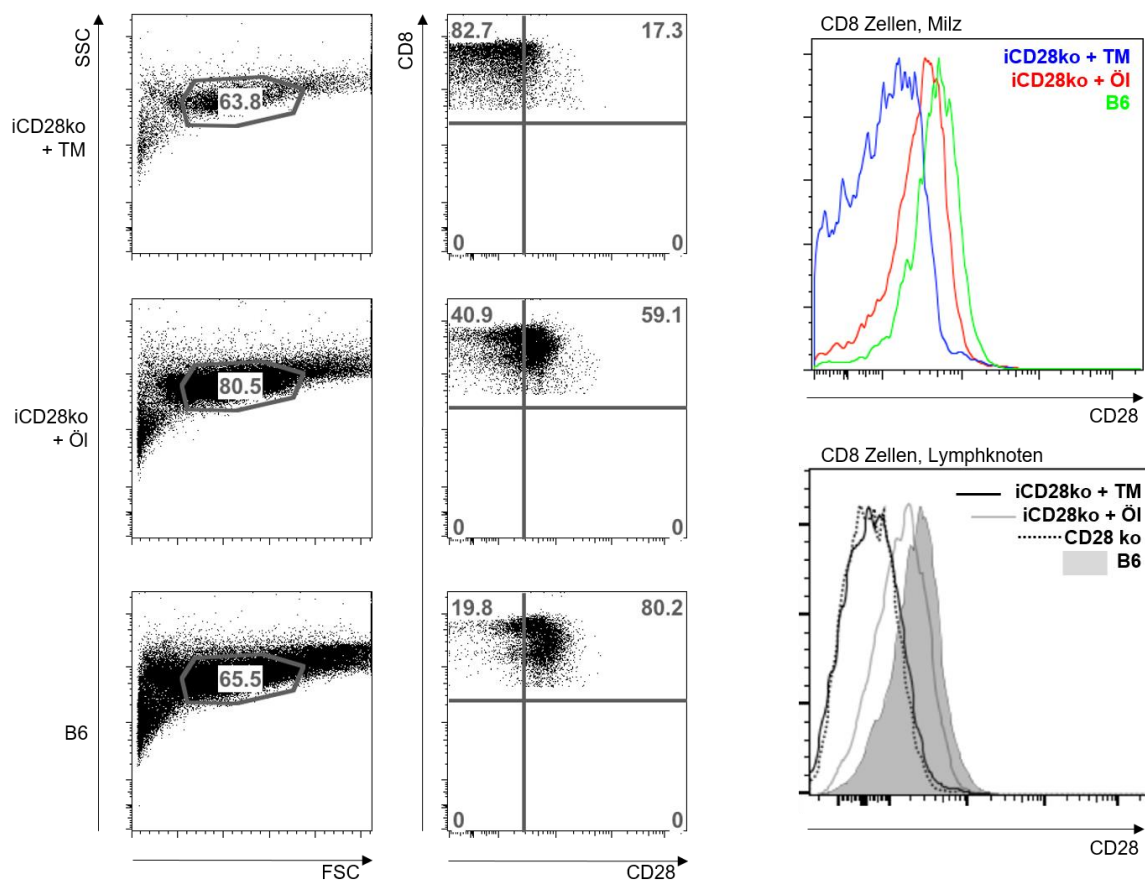 SSC
CD8
iCD28ko
+ TM
63.8
82.7
17.3
0
0
iCD28ko
+ Öl
80.5
40.9
59.1
0
0
B6
65.5
19.8
80.2
0
0
FSC
CD28
CD8 Zellen, Milz
iCD28ko + TM
iCD28ko + Öl
B6
CD28
CD8 Zellen, Lymphknoten
iCD28ko + TM
iCD28ko + Öl
CD28 ko
B6
CD28